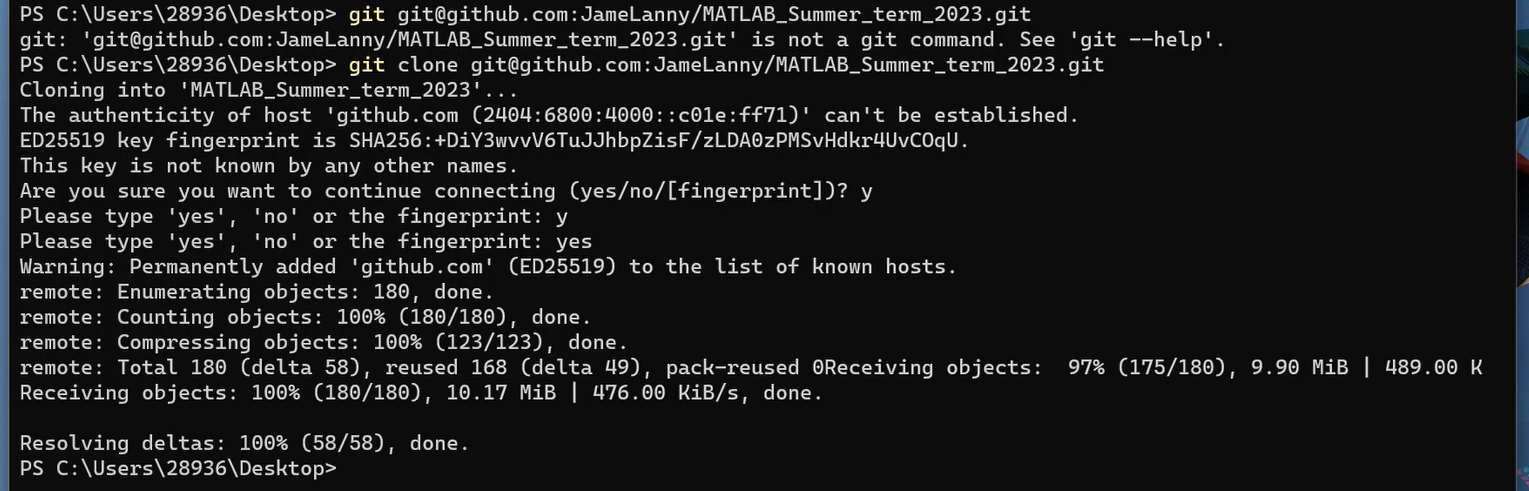 PS C:\Users\28936\Desktop> git git@github.com:JameLanny/MATLAB_Summer_term_2023.git
git: 'git@github.com:JameLanny/MATLAB_Summer_term_2023.git' is not a git command. See 'git --help'.
PS C:\Users\28936\Desktop> git clone git@github.com:JameLanny/MATLAB_Summer_term_2023.git
Cloning into 'MATLAB_Summer_term_2023'...
The authenticity of host 'github.com (2404:6800:4000::c01e:ff71)' can't be established.
ED25519 key fingerprint is SHA256:+DiY3wvvV6TuJJhbpZisF/zLDA0zPMSvHdkr4UvCOqU.
This key is not known by any other names.
Are you sure you want to continue connecting (yes/no/[fingerprint])? y
Please type 'yes', 'no' or the fingerprint: y
Please type 'yes', 'no' or the fingerprint: yes
Warning: Permanently added 'github.com' (ED25519) to the list of known hosts.
remote: Enumerating objects: 180, done.
remote: Counting objects: 100% (180/180), done.
remote: Compressing objects: 100% (123/123), done.
remote: Total 180 (delta 58), reused 168 (delta 49), pack-reused 0Receiving objects:  97% (175/180), 9.90 MiB | 489.00 K
Receiving objects: 100% (180/180), 10.17 MiB | 476.00 KiB/s, done.
Resolving deltas: 100% (58/58), done.
PS C:\Users\28936\Desktop>